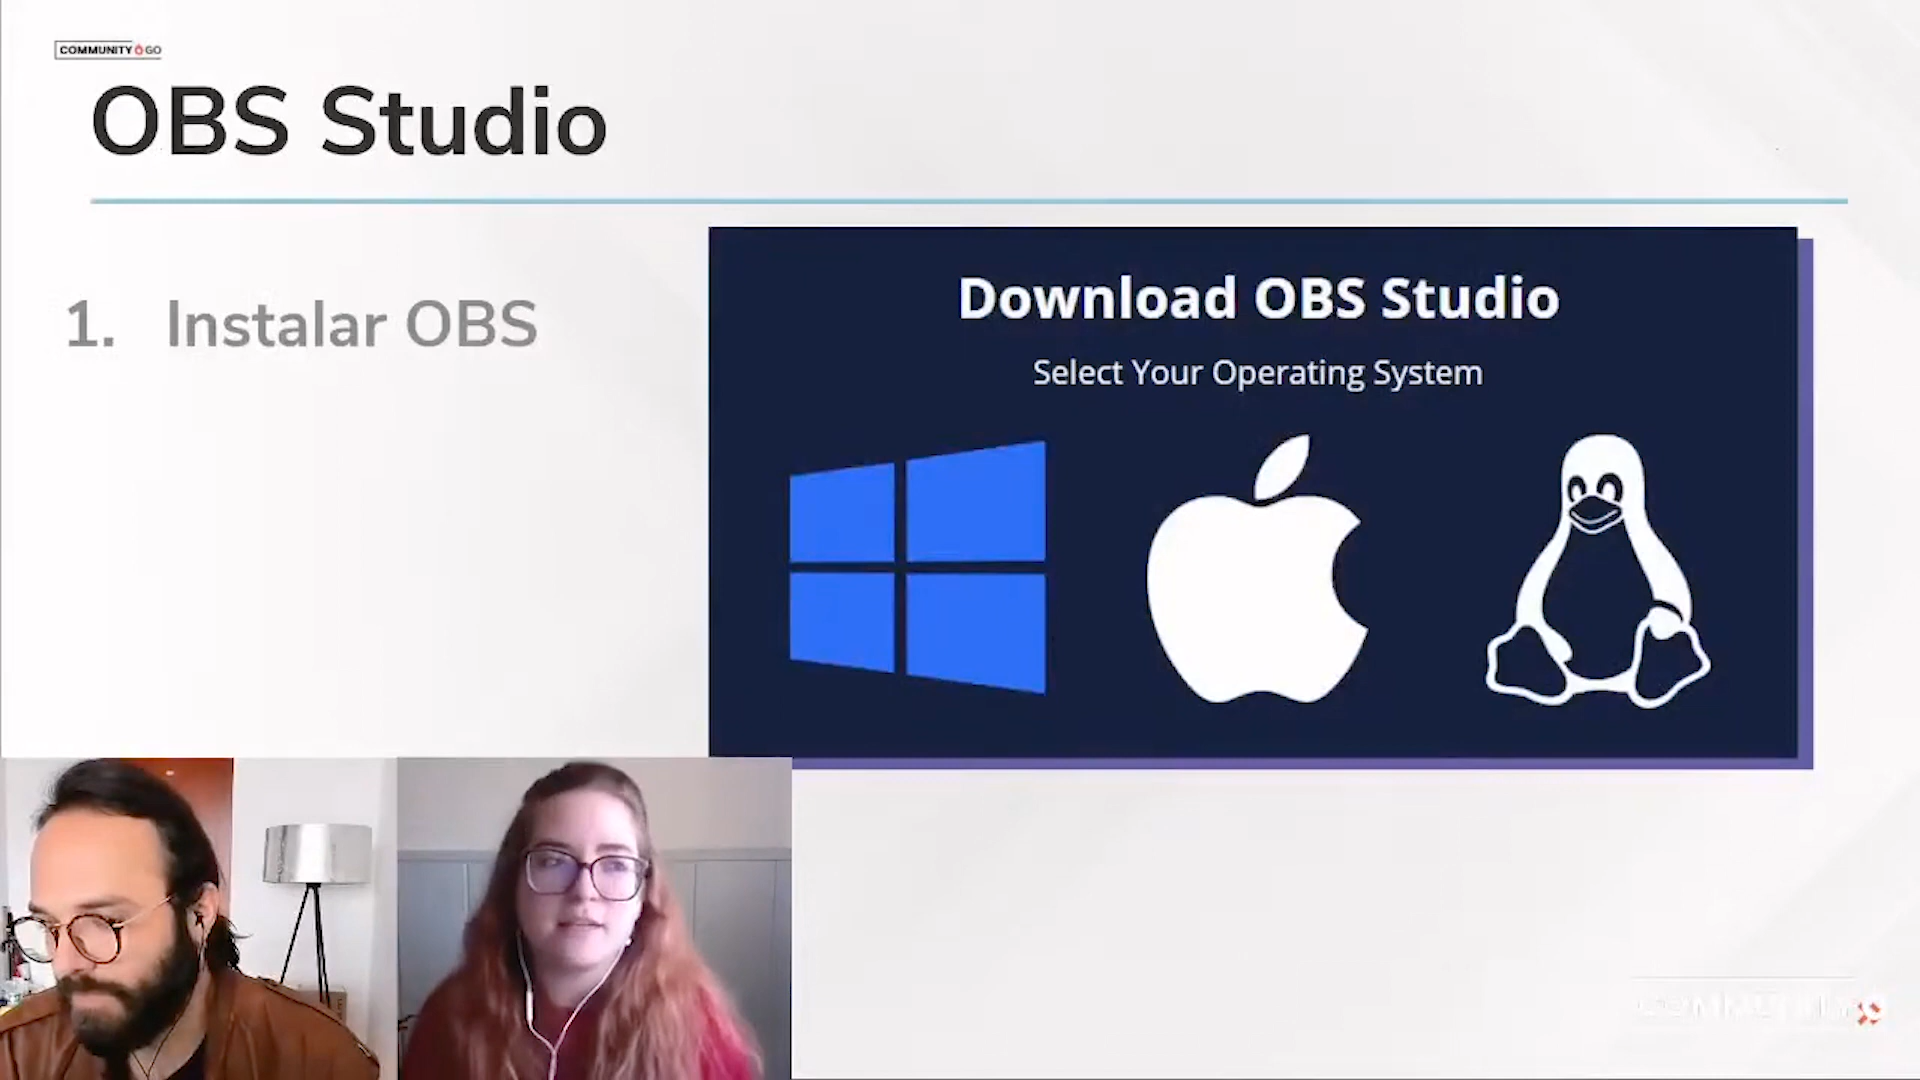 COMMUNITY GO
OBS Studio
1. Instalar OBS
Download OBS Studio
Select Your Operating System